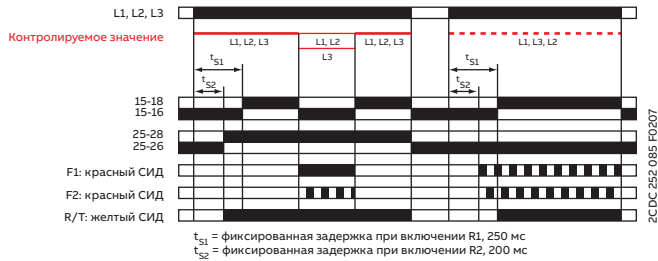 L1, L2, L3
Контролируемое значение
L1, L2, L3
L1, L2
L1, L2, L3
L1, L3, L2
L3
tS1
tS1
tS2
tS2
15-18
15-16
25-28
25-26
F1: красный СИД
F2: красный СИД
R/T: желтый СИД
2CDC 252 085 F0207
tS1 = фиксированная задержка при включении R1, 250 мс
tS2 = фиксированная задержка при включении R2, 200 мс